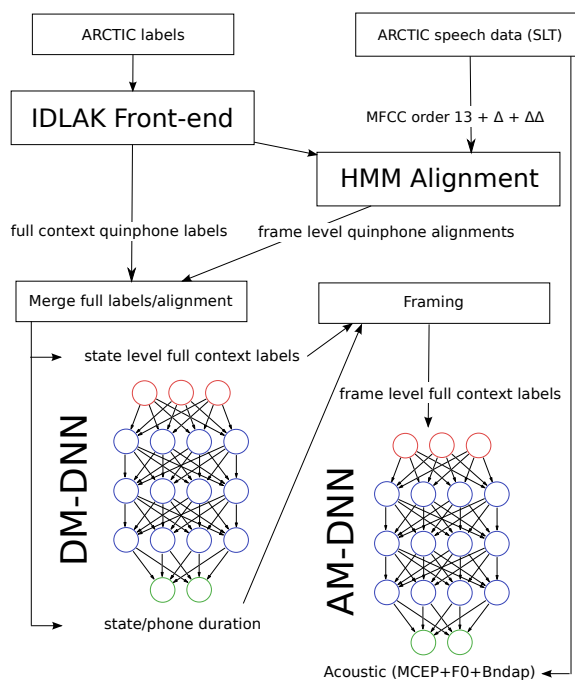 ARCTIC labels
ARCTIC speech data (SLT)
IDLAK Front-end
MFCC order 13 + Δ + ΔΔ
HMM Alignment
full context quinphone labels
frame level quinphone alignments
Merge full labels/alignment
Framing
state level full context labels
frame level full context labels
DM-DNN
AM-DNN
state/phone duration
Acoustic (MCEP+F0+Bndap)